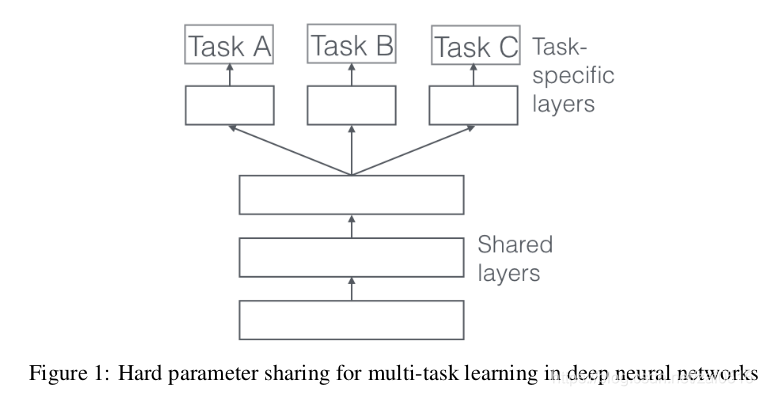 Task A
Task B
Task C
Task-
specific
layers
Shared
layers
Figure 1: Hard parameter sharing for multi-task learning in deep neural networks